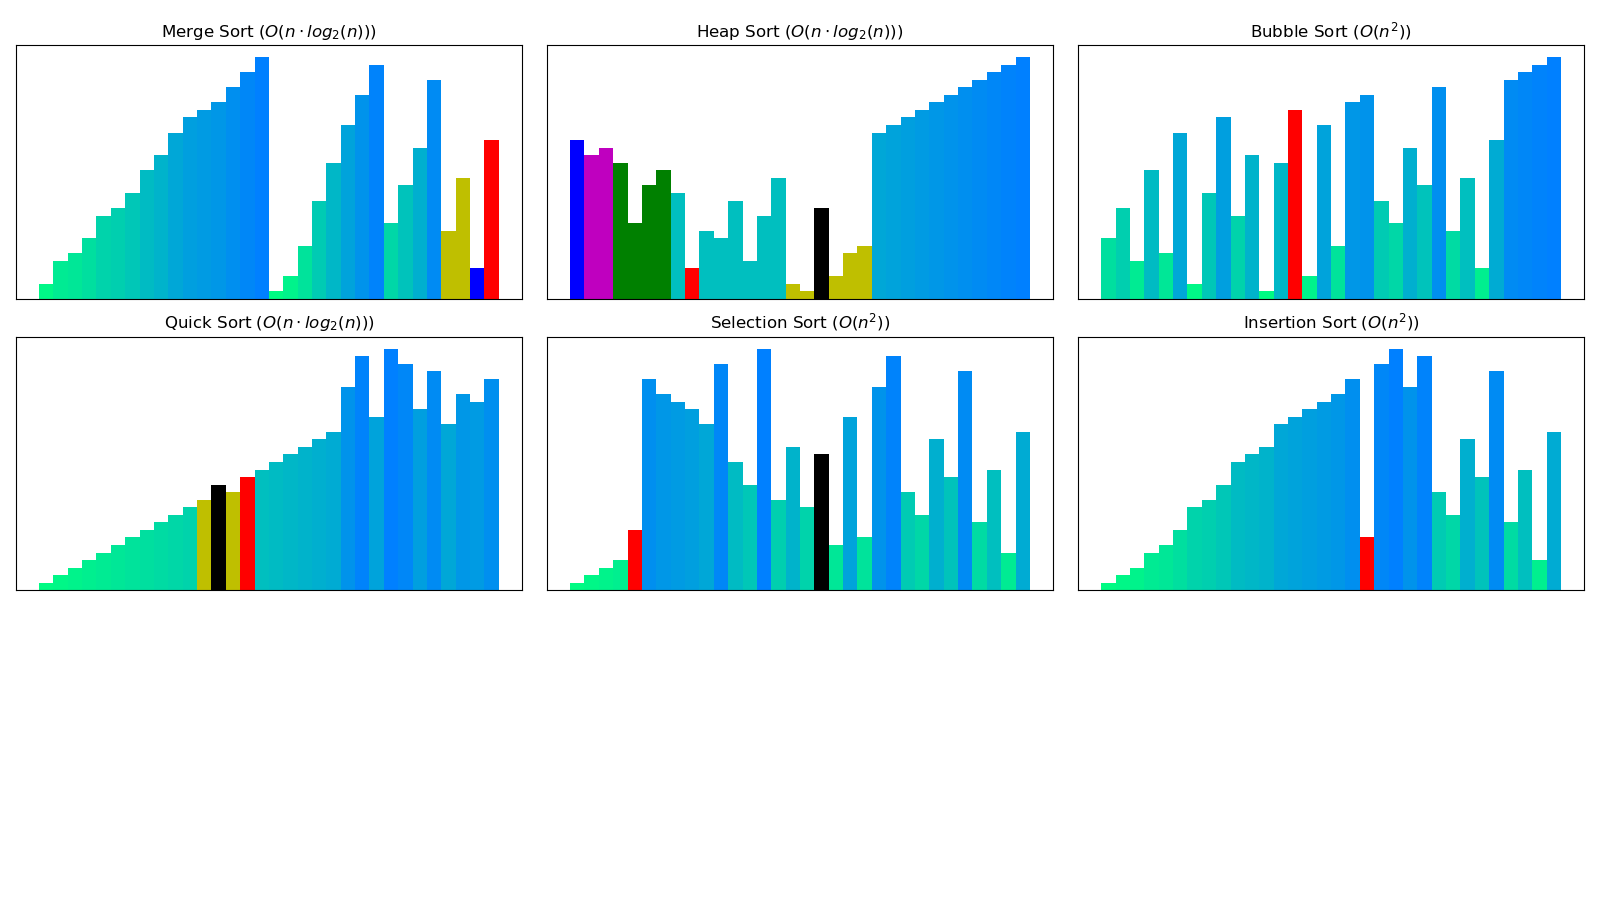 Merge Sort (O(n · log₂(n)))
Heap Sort (O(n · log₂(n)))
Bubble Sort (O(n²))
Quick Sort (O(n · log₂(n)))
Selection Sort (O(n²))
Insertion Sort (O(n²))